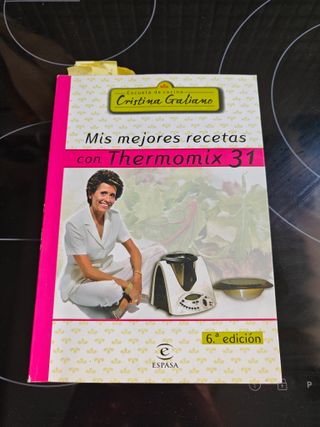 Escuela de cocina
Cristina Galiano
Mis mejores recetas
con Thermomix 31
6.ª edición
e
ESPASA
P